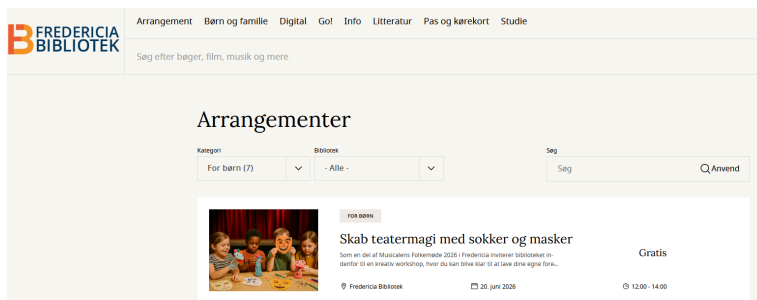 FREDERICIA
BIBLIOTEK
Arrangement Børn og familie Digital Go! Info Litteratur Pas og kørekort Studie
Søg efter bøger, film, musik og mere
Arrangementer
Kategori Bibliotek Søg
For børn (7) - Alle - Søg Anvend
FOR BØRN
Skab teatermagi med sokker og masker
Gratis
Som en del af Musicalens Folkemøde 2026 i Fredericia inviterer biblioteket in-
denfor til en kreativ workshop, hvor du kan blive klar til at lave dine egne fore...
Fredericia Bibliotek 20. juni 2026 12:00 - 14:00